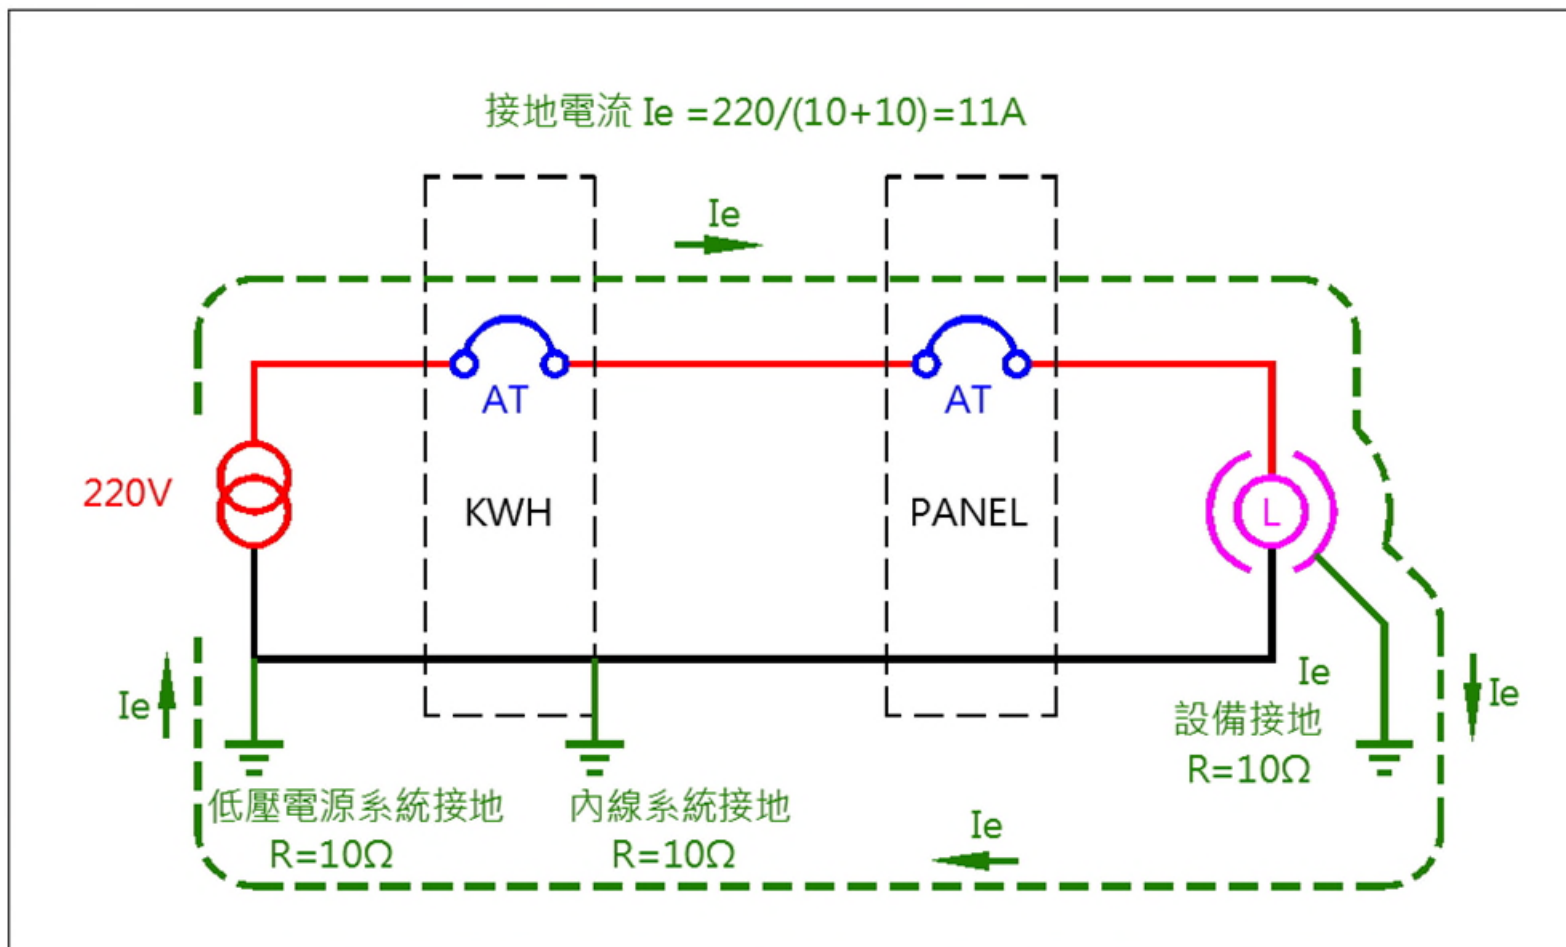 接地電流 Ie =220/(10+10)=11A
Ie
AT
AT
220V
KWH
PANEL
L
Ie
Ie
設備接地
R=10Ω
Ie
低壓電源系統接地
R=10Ω
內線系統接地
R=10Ω
Ie